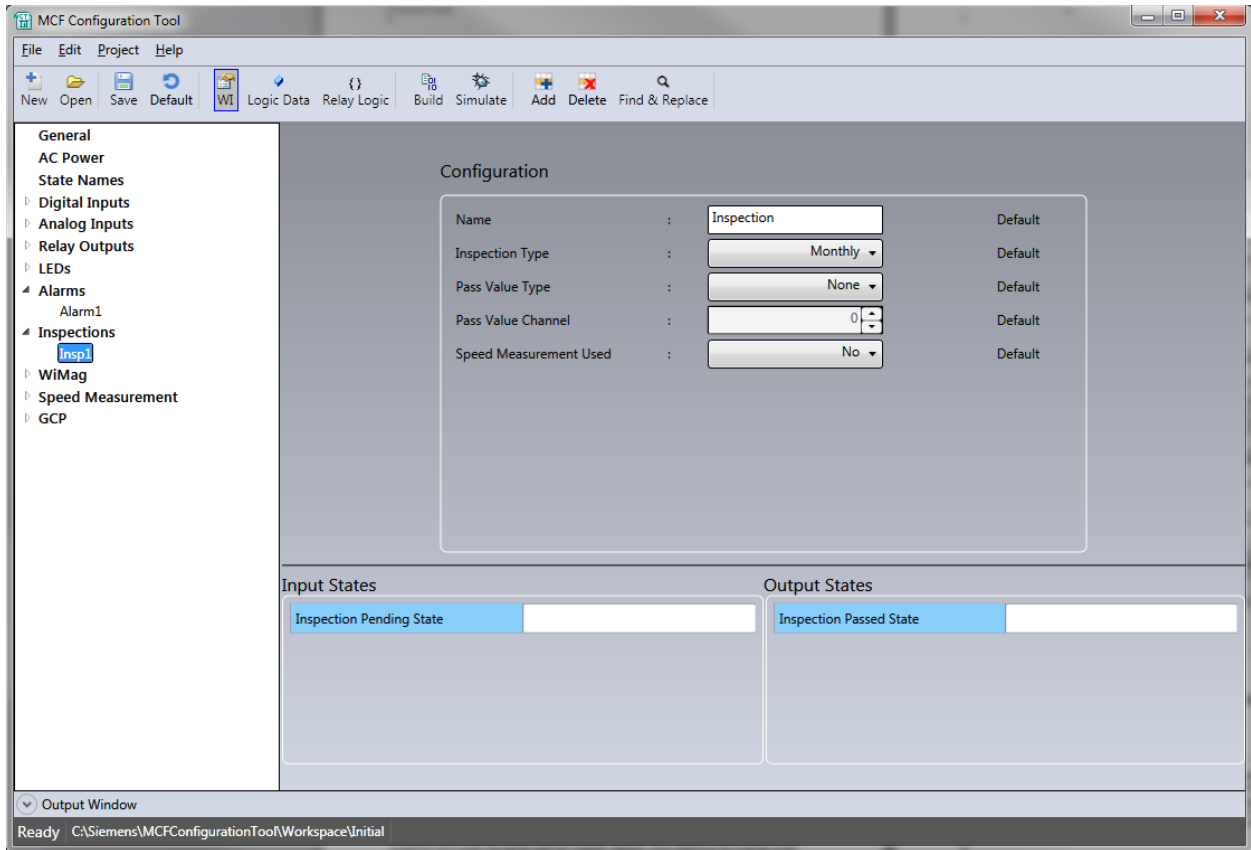 MCF Configuration Tool
File Edit Project Help
New Open Save Default WI Logic Data Relay Logic Build Simulate Add Delete Find & Replace
General
AC Power
State Names
Digital Inputs
Analog Inputs
Relay Outputs
LEDs
Alarms
Alarm1
Inspections
Insp1
WiMag
Speed Measurement
GCP
Configuration
Name : Inspection Default
Inspection Type : Monthly Default
Pass Value Type : None Default
Pass Value Channel : 0 Default
Speed Measurement Used : No Default
Input States
Inspection Pending State
Output States
Inspection Passed State
Output Window
Ready C:\Siemens\MCFConfigurationTool\Workspace\Initial